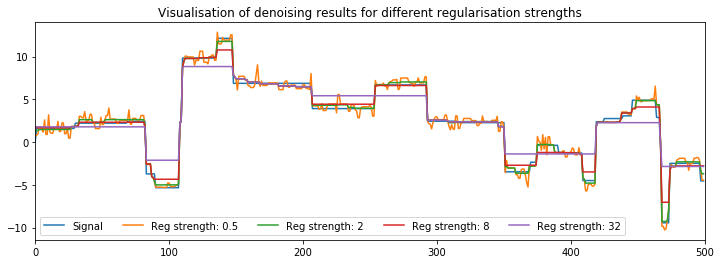 Visualisation of denoising results for different regularisation strengths
10
5
0
−5
−10
Signal Reg strength: 0.5 Reg strength: 2 Reg strength: 8 Reg strength: 32
0 100 200 300 400 500